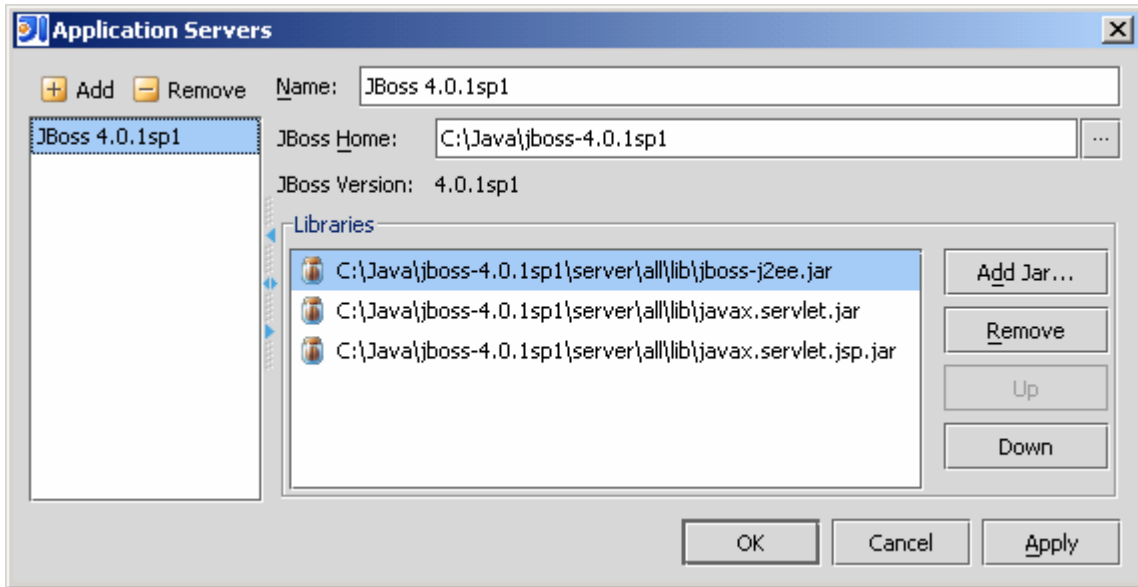 Application Servers
Add Remove
Name: JBoss 4.0.1sp1
JBoss 4.0.1sp1
JBoss Home: C:\Java\jboss-4.0.1sp1 ...
JBoss Version: 4.0.1sp1
Libraries
C:\Java\jboss-4.0.1sp1\server\all\lib\jboss-j2ee.jar
C:\Java\jboss-4.0.1sp1\server\all\lib\javax.servlet.jar
C:\Java\jboss-4.0.1sp1\server\all\lib\javax.servlet.jsp.jar
Add Jar...
Remove
Up
Down
OK Cancel Apply